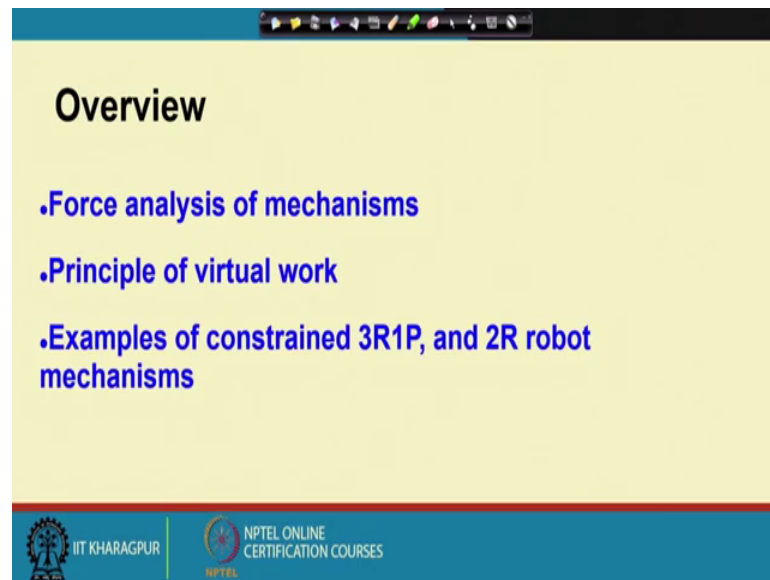 Overview
•Force analysis of mechanisms
•Principle of virtual work
•Examples of constrained 3R1P, and 2R robot
mechanisms
IIT KHARAGPUR
NPTEL
NPTEL ONLINE
CERTIFICATION COURSES